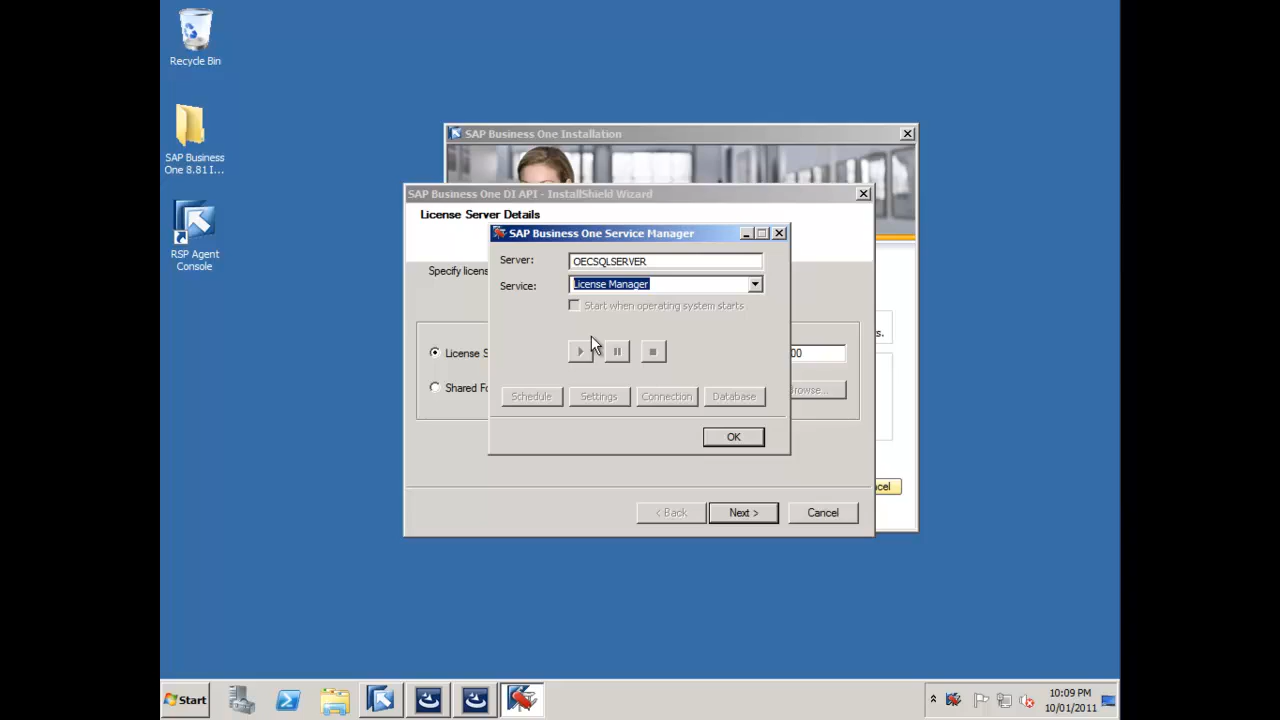 Recycle Bin
SAP Business
One 8.81 I...
RSP Agent
Console
SAP Business One Installation
SAP Business One DI API - InstallShield Wizard
License Server Details
SAP Business One Service Manager
Server: OECSQLSERVER
Specify licens
Service: License Manager
Start when operating system starts
s.
License S
00
Shared Fo
Schedule Settings Connection Database
rowse...
OK
ncel
< Back Next > Cancel
Start
10:09 PM
10/01/2011